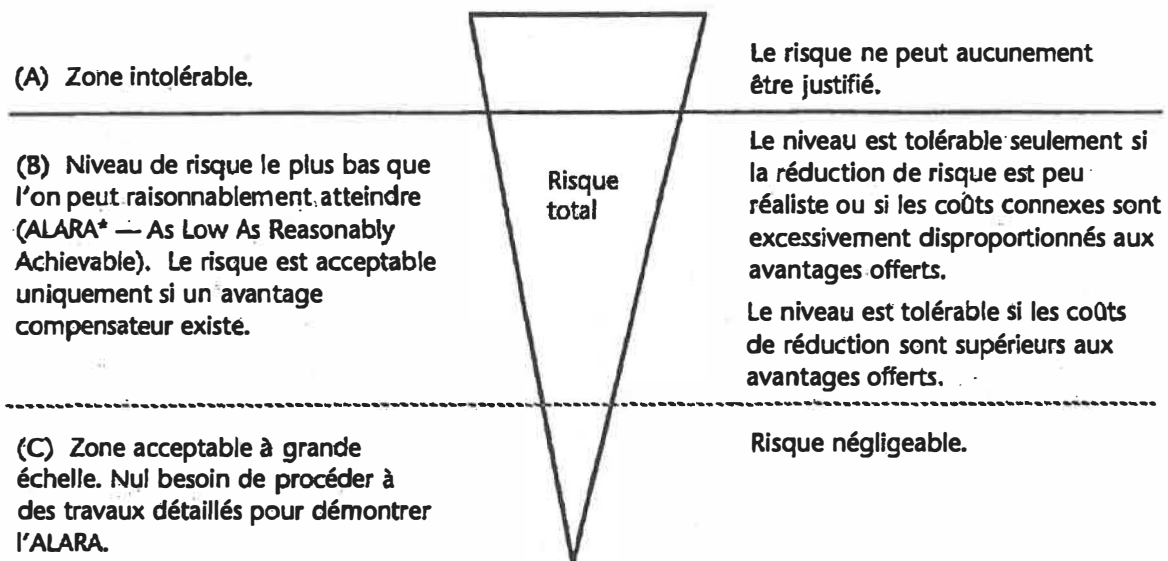 (A) Zone intolérable.
Le risque ne peut aucunement
être justifié.
(B) Niveau de risque le plus bas que
l'on peut raisonnablement atteindre
(ALARA* — As Low As Reasonably
Achievable). Le risque est acceptable
uniquement si un avantage
compensateur existe.
Risque
total
Le niveau est tolérable seulement si
la réduction de risque est peu
réaliste ou si les coûts connexes sont
excessivement disproportionnés aux
avantages offerts.
Le niveau est tolérable si les coûts
de réduction sont supérieurs aux
avantages offerts.
(C) Zone acceptable à grande
échelle. Nul besoin de procéder à
des travaux détaillés pour démontrer
l'ALARA.
Risque négligeable.